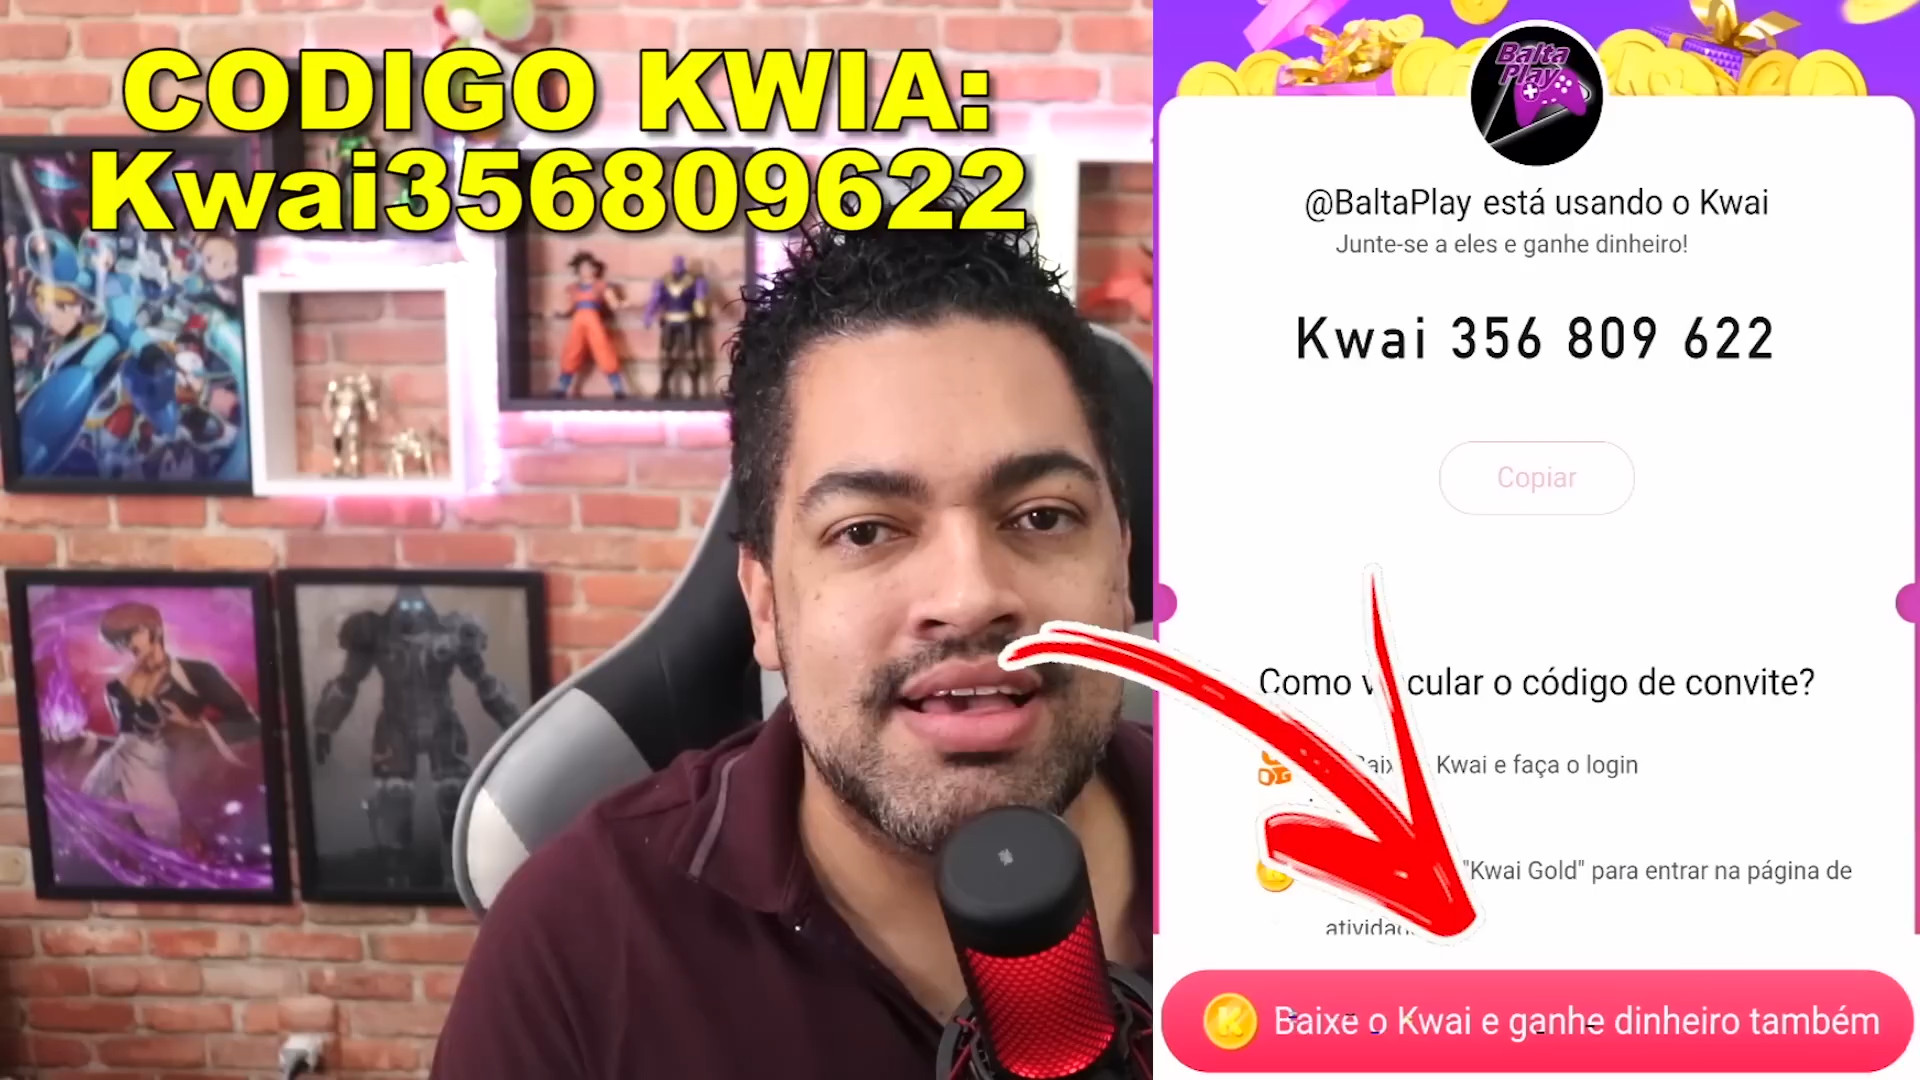 CODIGO KWIA:
Kwai356809622
Balta
Play
@BaltaPlay está usando o Kwai
Junte-se a eles e ganhe dinheiro!
Kwai 356 809 622
Copiar
Como cular o código de convite?
Kwai e faça o login
"Kwai Gold" para entrar na página de
Baixe o Kwai e ganhe dinheiro também